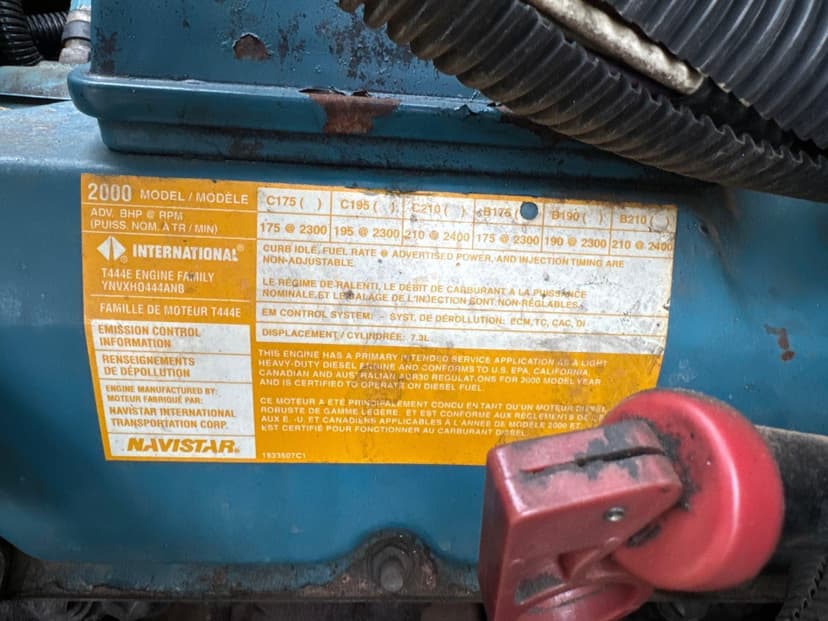 2000 MODEL / MODÈLE
ADV. BHP @ RPM
(PUISS. NOM. À TR / MIN)
C175 ( ) C195 ( ) C210 ( ) B175 ( ) B190 ( ) B210 ( )
175 @ 2300 195 @ 2300 210 @ 2400 175 @ 2300 190 @ 2300 210 @ 2400
INTERNATIONAL®
T444E ENGINE FAMILY
YNVXH0444ANB
FAMILLE DE MOTEUR T444E
EMISSION CONTROL
INFORMATION
RENSEIGNEMENTS
DE DÉPOLLUTION
ENGINE MANUFACTURED BY:
MOTEUR FABRIQUÉ PAR:
NAVISTAR INTERNATIONAL
TRANSPORTATION CORP.
NAVISTAR®
CURB IDLE, FUEL RATE @ ADVERTISED POWER, AND INJECTION TIMING ARE
NON-ADJUSTABLE.
LE RÉGIME DE RALENTI, LE DÉBIT DE CARBURANT A LA PUISSANCE
NOMINALE,ET LE CALAGE DE L'INJECTION SONT NON-RÉGLABLES.
EM CONTROL SYSTEM: SYST. DE DÉPOLLUTION: ECM,TC, CAC, DI
DISPLACEMENT / CYLINDRÉE: 7.3L
THIS ENGINE HAS A PRIMARY INTENDED SERVICE APPLICATION AS A LIGHT
HEAVY-DUTY DIESEL ENGINE AND CONFORMS TO U.S. EPA, CALIFORNIA
CANADIAN AND AUSTRALIAN ADR30 REGULATIONS FOR 2000 MODEL YEAR
AND IS CERTIFIED TO OPERATE ON DIESEL FUEL.
CE MOTEUR A ÉTÉ PRINCIPALEMENT CONCU EN TANT QU'UN MOTEUR DIESEL
ROBUSTE DE GAMME LÉGÈRE. ET EST CONFORME AUX RÈGLEMENTS DE
AUX E. -U. ET CANADIENS APPLICABLES À L'ANNÉE DE MODÈLE 2000 ET
EST CERTIFIÉ POUR FONCTIONNER AU CARBURANT DIESEL.
1833507C1